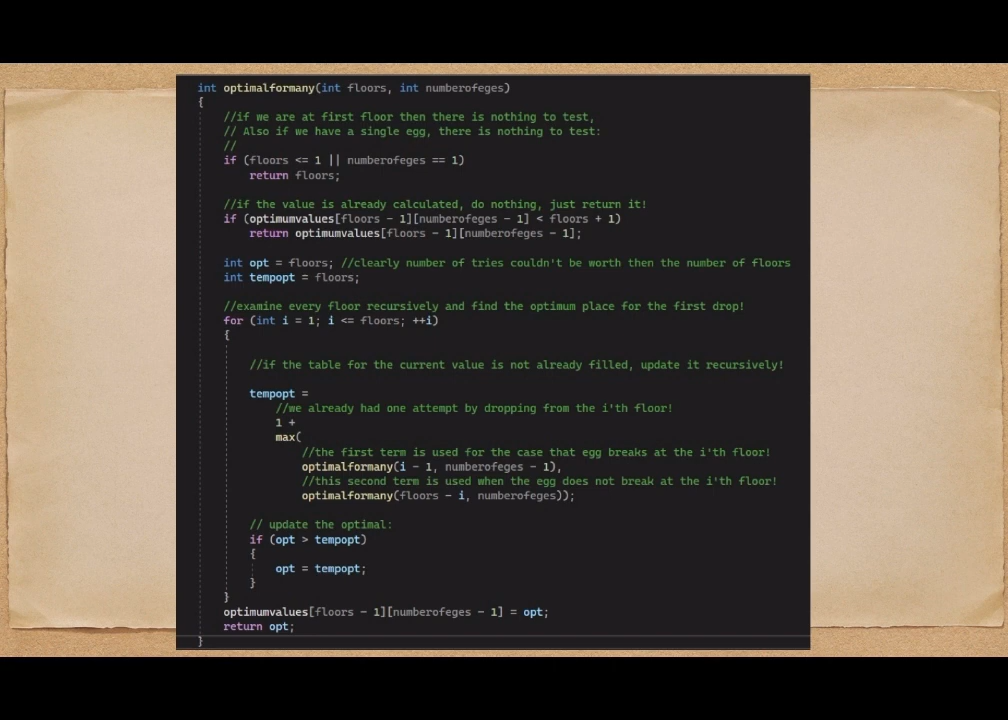 int optimalformany(int floors, int numberofeges)
{
//if we are at first floor then there is nothing to test,
// Also if we have a single egg, there is nothing to test:
//
if (floors <= 1 || numberofeges == 1)
return floors;
//if the value is already calculated, do nothing, just return it!
if (optimumvalues[floors - 1][numberofeges - 1] < floors + 1)
return optimumvalues[floors - 1][numberofeges - 1];
int opt = floors; //clearly number of tries couldn't be worth then the number of floors
int tempopt = floors;
//examine every floor recursively and find the optimum place for the first drop!
for (int i = 1; i <= floors; ++i)
{
//if the table for the current value is not already filled, update it recursively!
tempopt =
//we already had one attempt by dropping from the i'th floor!
1 +
max(
//the first term is used for the case that egg breaks at the i'th floor!
optimalformany(i - 1, numberofeges - 1),
//this second term is used when the egg does not break at the i'th floor!
optimalformany(floors - i, numberofeges));
// update the optimal:
if (opt > tempopt)
{
opt = tempopt;
}
}
optimumvalues[floors - 1][numberofeges - 1] = opt;
return opt;
}